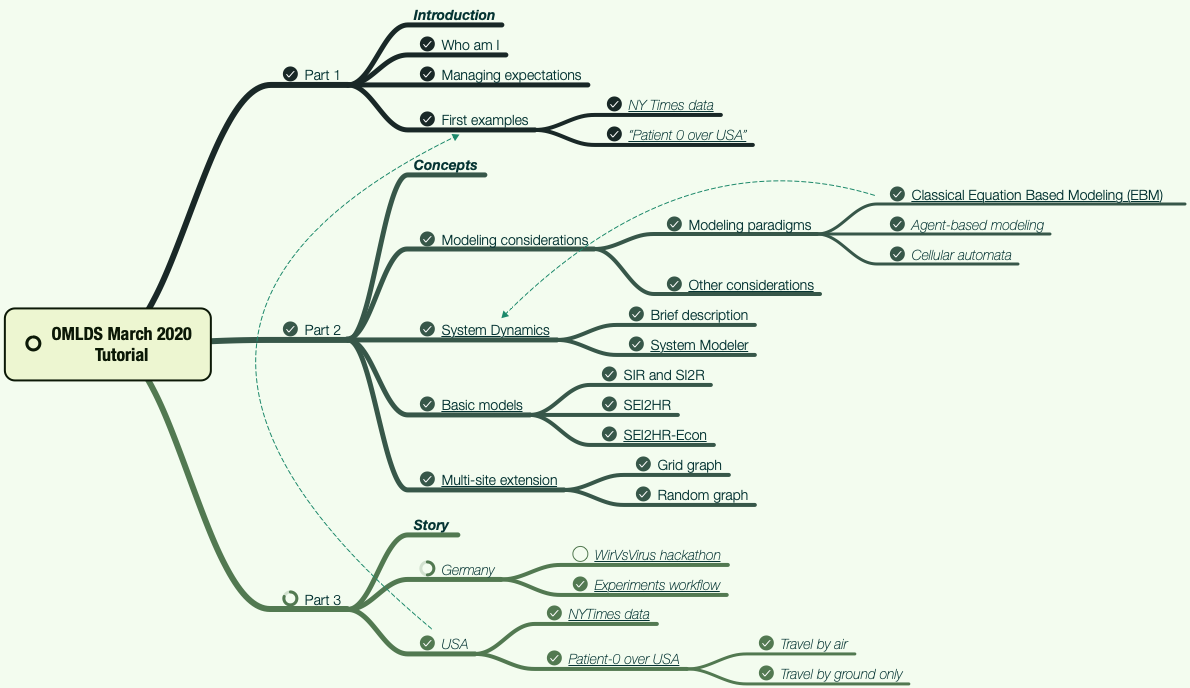 OMLDS March 2020
Tutorial
Part 1
Introduction
Who am I
Managing expectations
First examples
NY Times data
"Patient 0 over USA"
Part 2
Concepts
Modeling considerations
Modeling paradigms
Classical Equation Based Modeling (EBM)
Agent-based modeling
Cellular automata
Other considerations
System Dynamics
Brief description
System Modeler
Basic models
SIR and SI2R
SEI2HR
SEI2HR-Econ
Multi-site extension
Grid graph
Random graph
Part 3
Story
Germany
WirVsVirus hackathon
Experiments workflow
USA
NYTimes data
Patient-0 over USA
Travel by air
Travel by ground only